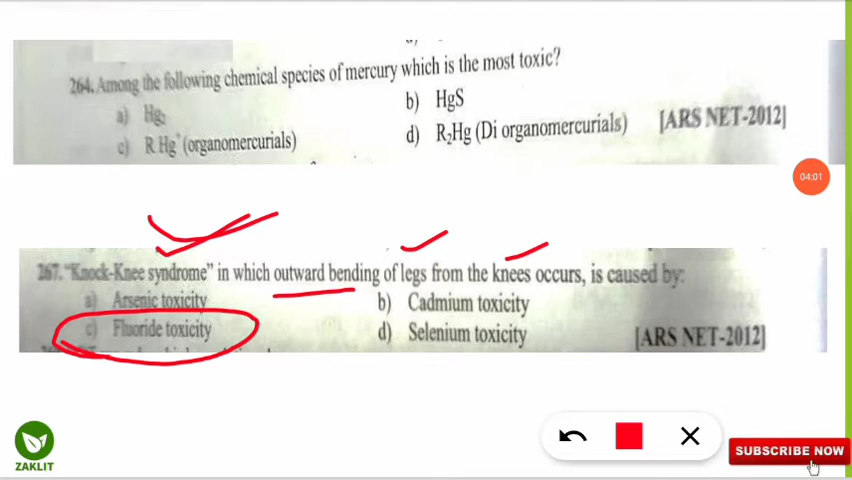 264. Among the following chemical species of mercury which is the most toxic?
a) Hg₂
b) HgS
c) R Hg⁺ (organomercurials)
d) R₂Hg (Di organomercurials)
[ARS NET-2012]
04:01
267. "Knock-Knee syndrome" in which outward bending of legs from the knees occurs, is caused by:
a) Arsenic toxicity
b) Cadmium toxicity
c) Fluoride toxicity
d) Selenium toxicity
[ARS NET-2012]
ZAKLIT
SUBSCRIBE NOW